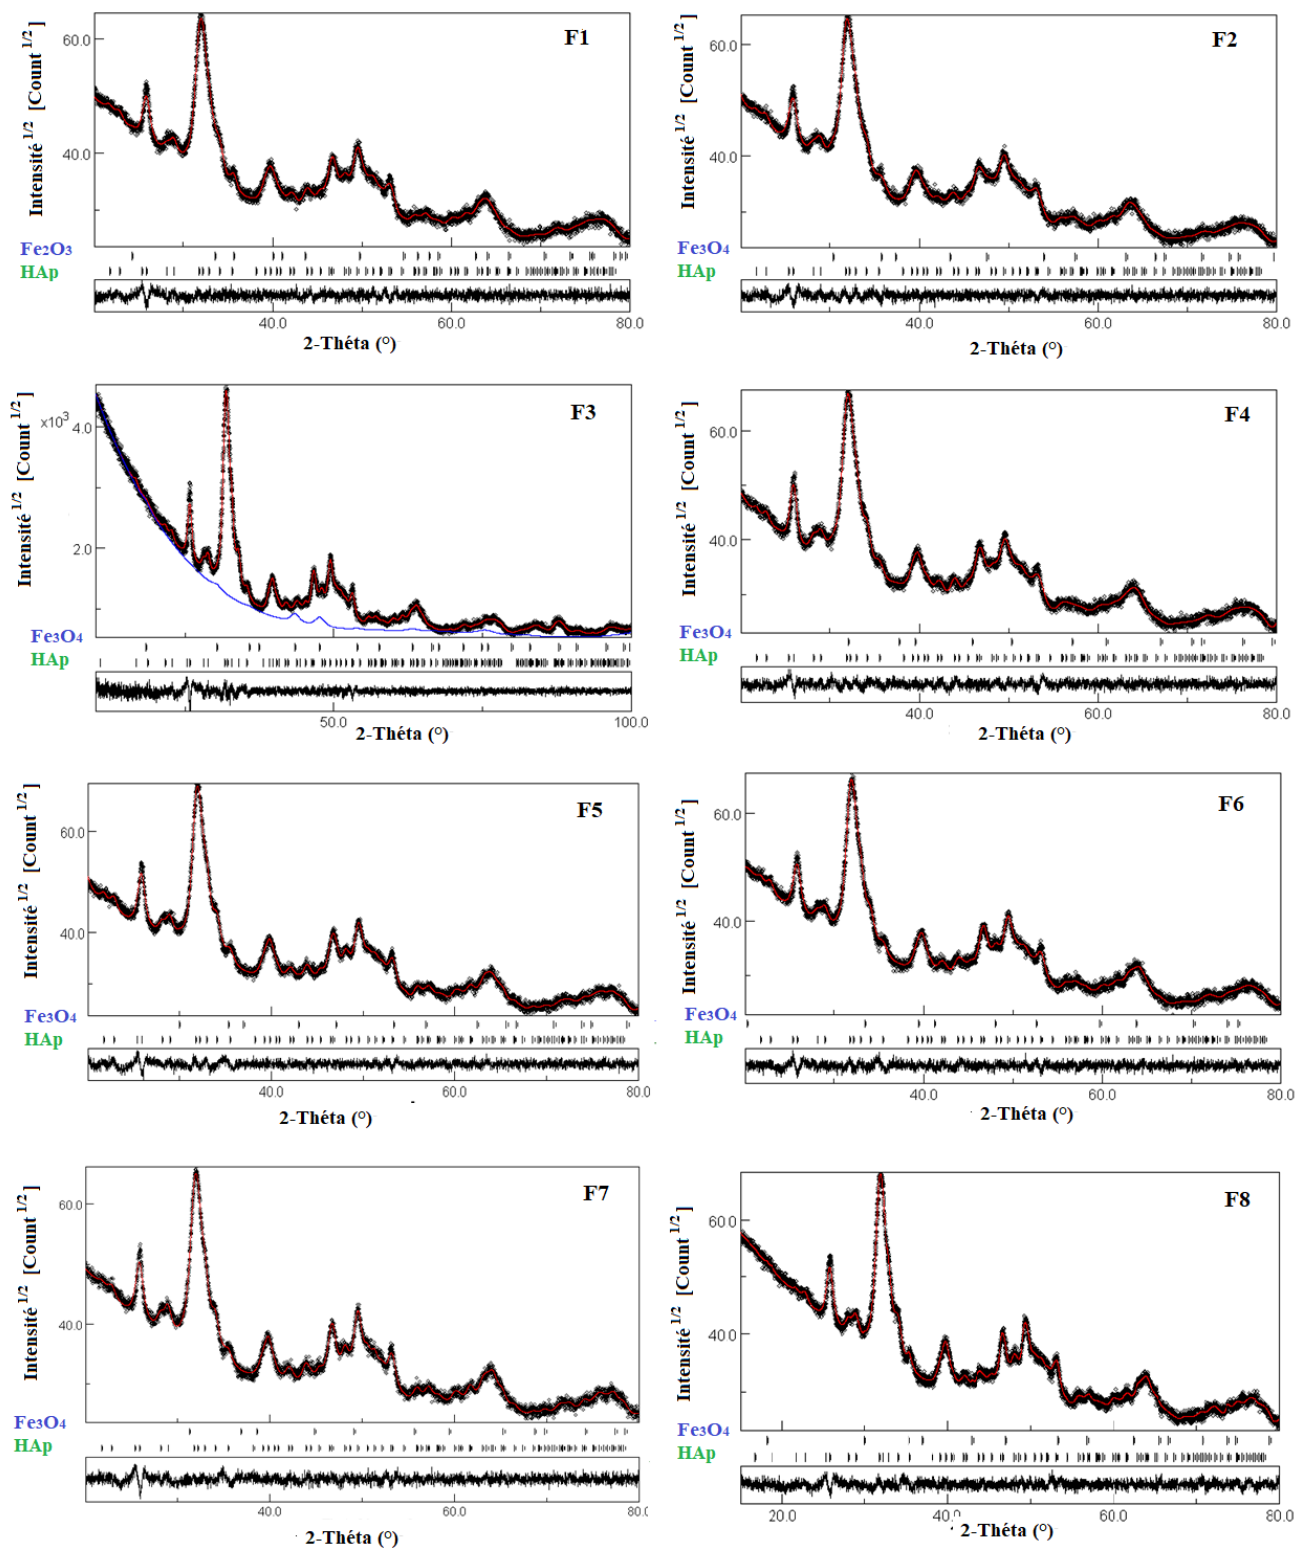 F1
Intensité 1/2 [Count 1/2]
60.0
40.0
Fe2O3
HAp
40.0 60.0 80.0
2-Théta (°)
F2
Intensité 1/2 [Count 1/2]
60.0
40.0
Fe3O4
HAp
40.0 60.0 80.0
2-Théta (°)
F3
Intensité 1/2 [Count 1/2]
x103
4.0
2.0
Fe3O4
HAp
50.0 100.0
2-Théta (°)
F4
Intensité 1/2 [Count 1/2]
60.0
40.0
Fe3O4
HAp
40.0 60.0 80.0
2-Théta (°)
F5
Intensité 1/2 [Count 1/2]
60.0
40.0
Fe3O4
HAp
40.0 60.0 80.0
2-Théta (°)
F6
Intensité 1/2 [Count 1/2]
60.0
40.0
Fe3O4
HAp
40.0 60.0 80.0
2-Théta (°)
F7
Intensité 1/2 [Count 1/2]
60.0
40.0
Fe3O4
HAp
40.0 60.0 80.0
2-Théta (°)
F8
Intensité 1/2 [Count 1/2]
60.0
40.0
Fe3O4
HAp
20.0 40.0 60.0 80.0
2-Théta (°)